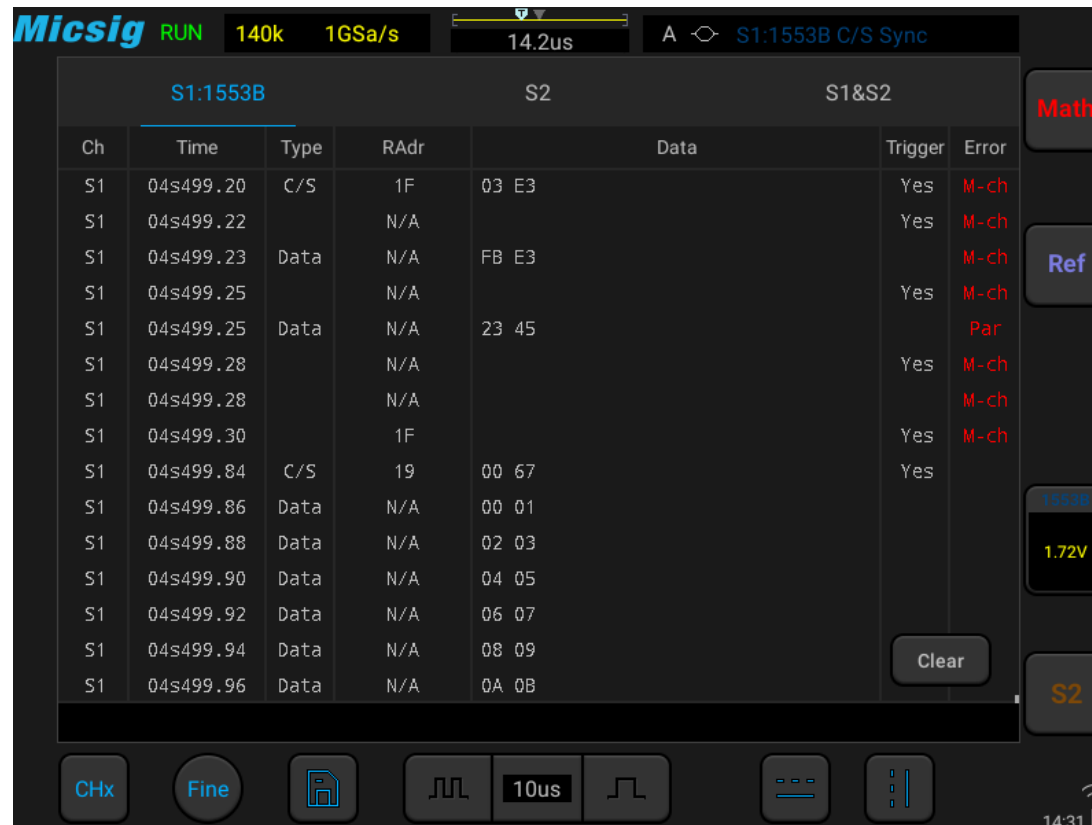 Micsig RUN 140k 1GSa/s T 14.2us A S1:1553B C/S Sync
S1:1553B S2 S1&S2
Math
Ch Time Type RAdr Data Trigger Error
S1 04s499.20 C/S 1F 03 E3 Yes M-ch
S1 04s499.22 N/A Yes M-ch
S1 04s499.23 Data N/A FB E3 M-ch
Ref
S1 04s499.25 N/A Yes M-ch
S1 04s499.25 Data N/A 23 45 Par
S1 04s499.28 N/A Yes M-ch
S1 04s499.28 N/A M-ch
S1 04s499.30 1F Yes M-ch
S1 04s499.84 C/S 19 00 67 Yes
1553B
S1 04s499.86 Data N/A 00 01
S1 04s499.88 Data N/A 02 03
1.72V
S1 04s499.90 Data N/A 04 05
S1 04s499.92 Data N/A 06 07
S1 04s499.94 Data N/A 08 09
Clear
S1 04s499.96 Data N/A 0A 0B
S2
CHx Fine 10us
14:31